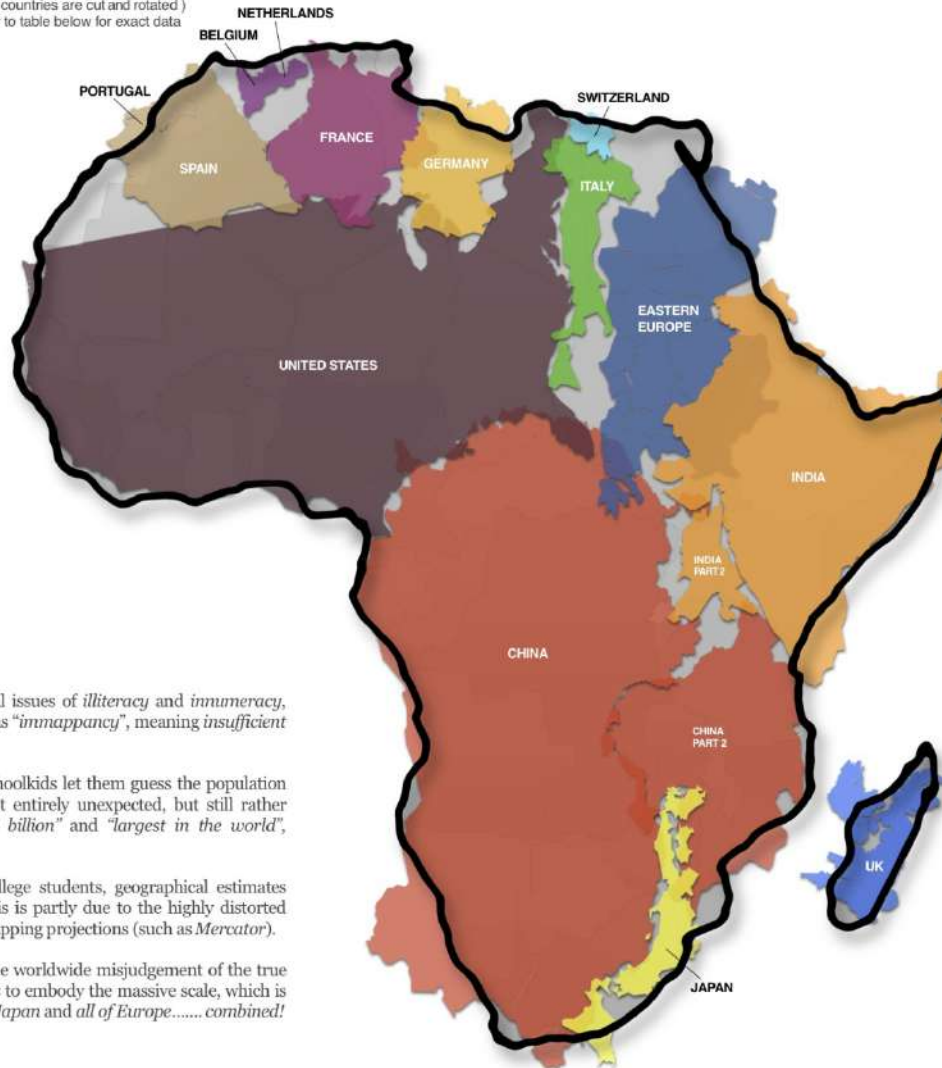 countries are cut and rotated )
to table below for exact data
NETHERLANDS
BELGIUM
PORTUGAL
SWITZERLAND
FRANCE
SPAIN
GERMANY
ITALY
EASTERN
EUROPE
UNITED STATES
INDIA
INDIA
PART 2
CHINA
CHINA
PART 2
UK
JAPAN
l issues of illiteracy and innumeracy,
as “immappancy”, meaning insufficient
hoolkids let them guess the population
t entirely unexpected, but still rather
billion” and “largest in the world”,
llege students, geographical estimates
is is partly due to the highly distorted
pping projections (such as Mercator).
e worldwide misjudgement of the true
to embody the massive scale, which is
Japan and all of Europe....... combined!